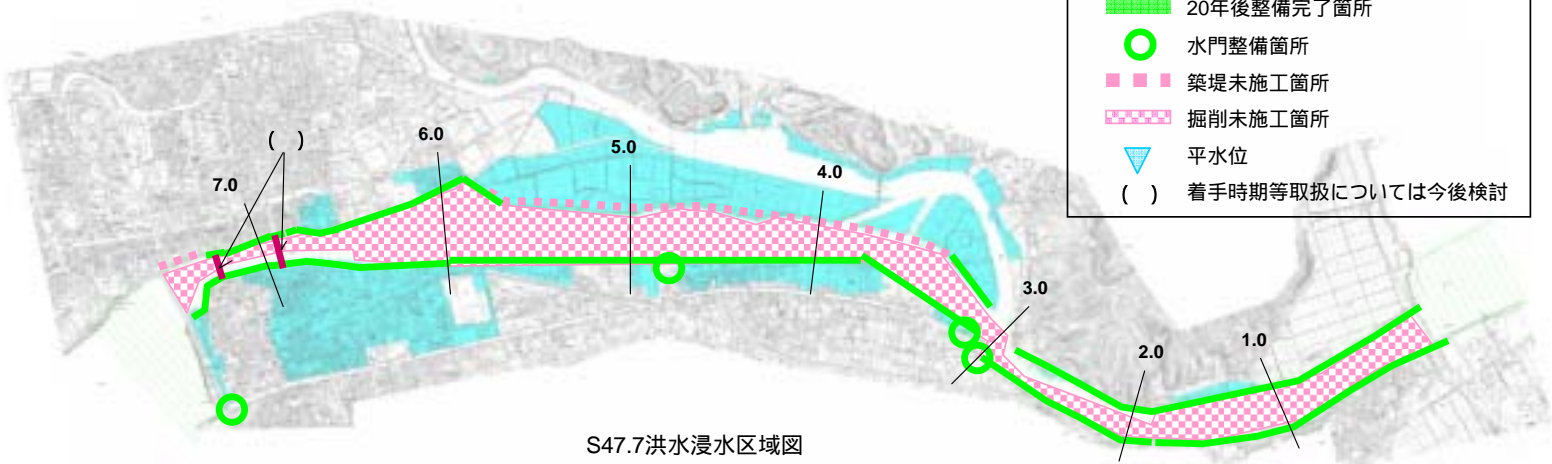 20年後整備完了箇所
水門整備箇所
築堤未施工箇所
掘削未施工箇所
平水位
( ) 着手時期等取扱については今後検討
( )
7.0
6.0
5.0
4.0
3.0
2.0
1.0
S47.7洪水浸水区域図